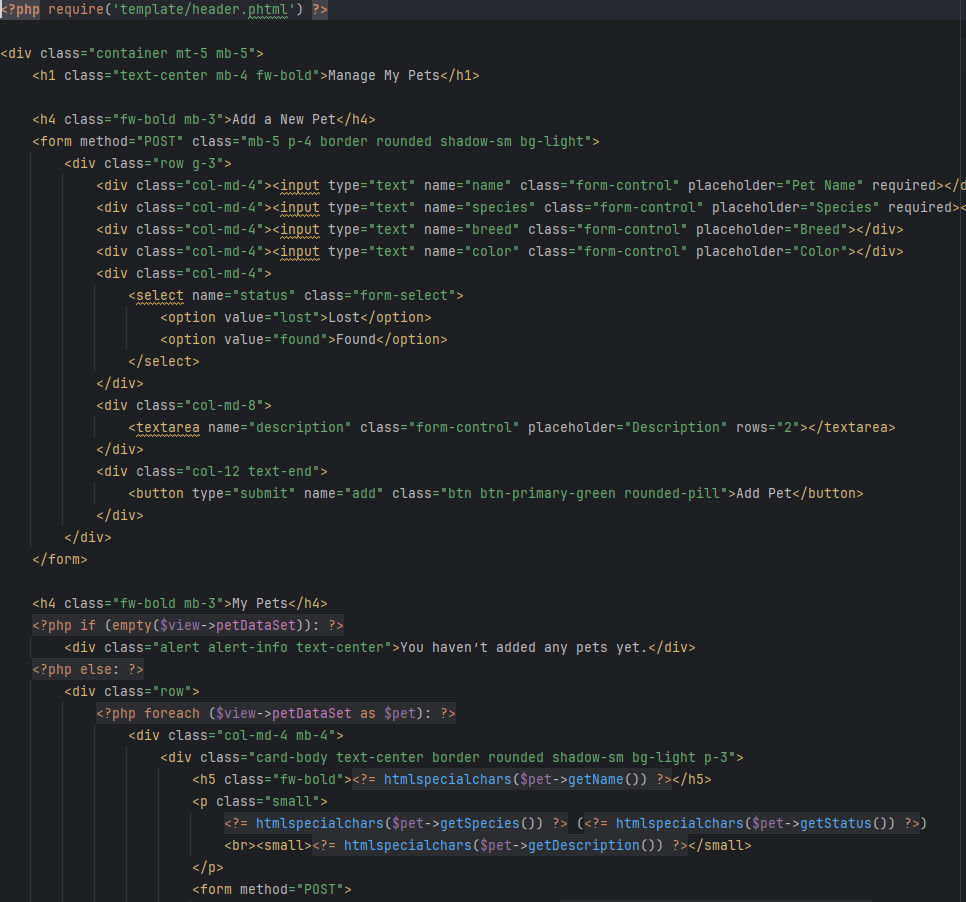 <?php require('template/header.phtml') ?>
<div class="container mt-5 mb-5">
<h1 class="text-center mb-4 fw-bold">Manage My Pets</h1>
<h4 class="fw-bold mb-3">Add a New Pet</h4>
<form method="POST" class="mb-5 p-4 border rounded shadow-sm bg-light">
<div class="row g-3">
<div class="col-md-4"><input type="text" name="name" class="form-control" placeholder="Pet Name" required></d
<div class="col-md-4"><input type="text" name="species" class="form-control" placeholder="Species" required><
<div class="col-md-4"><input type="text" name="breed" class="form-control" placeholder="Breed"></div>
<div class="col-md-4"><input type="text" name="color" class="form-control" placeholder="Color"></div>
<div class="col-md-4">
<select name="status" class="form-select">
<option value="lost">Lost</option>
<option value="found">Found</option>
</select>
</div>
<div class="col-md-8">
<textarea name="description" class="form-control" placeholder="Description" rows="2"></textarea>
</div>
<div class="col-12 text-end">
<button type="submit" name="add" class="btn btn-primary-green rounded-pill">Add Pet</button>
</div>
</div>
</form>
<h4 class="fw-bold mb-3">My Pets</h4>
<?php if (empty($view->petDataSet)): ?>
<div class="alert alert-info text-center">You haven't added any pets yet.</div>
<?php else: ?>
<div class="row">
<?php foreach ($view->petDataSet as $pet): ?>
<div class="col-md-4 mb-4">
<div class="card-body text-center border rounded shadow-sm bg-light p-3">
<h5 class="fw-bold"><?= htmlspecialchars($pet->getName()) ?></h5>
<p class="small">
<?= htmlspecialchars($pet->getSpecies()) ?> (<?= htmlspecialchars($pet->getStatus()) ?>)
<br><small><?= htmlspecialchars($pet->getDescription()) ?></small>
</p>
<form method="POST">